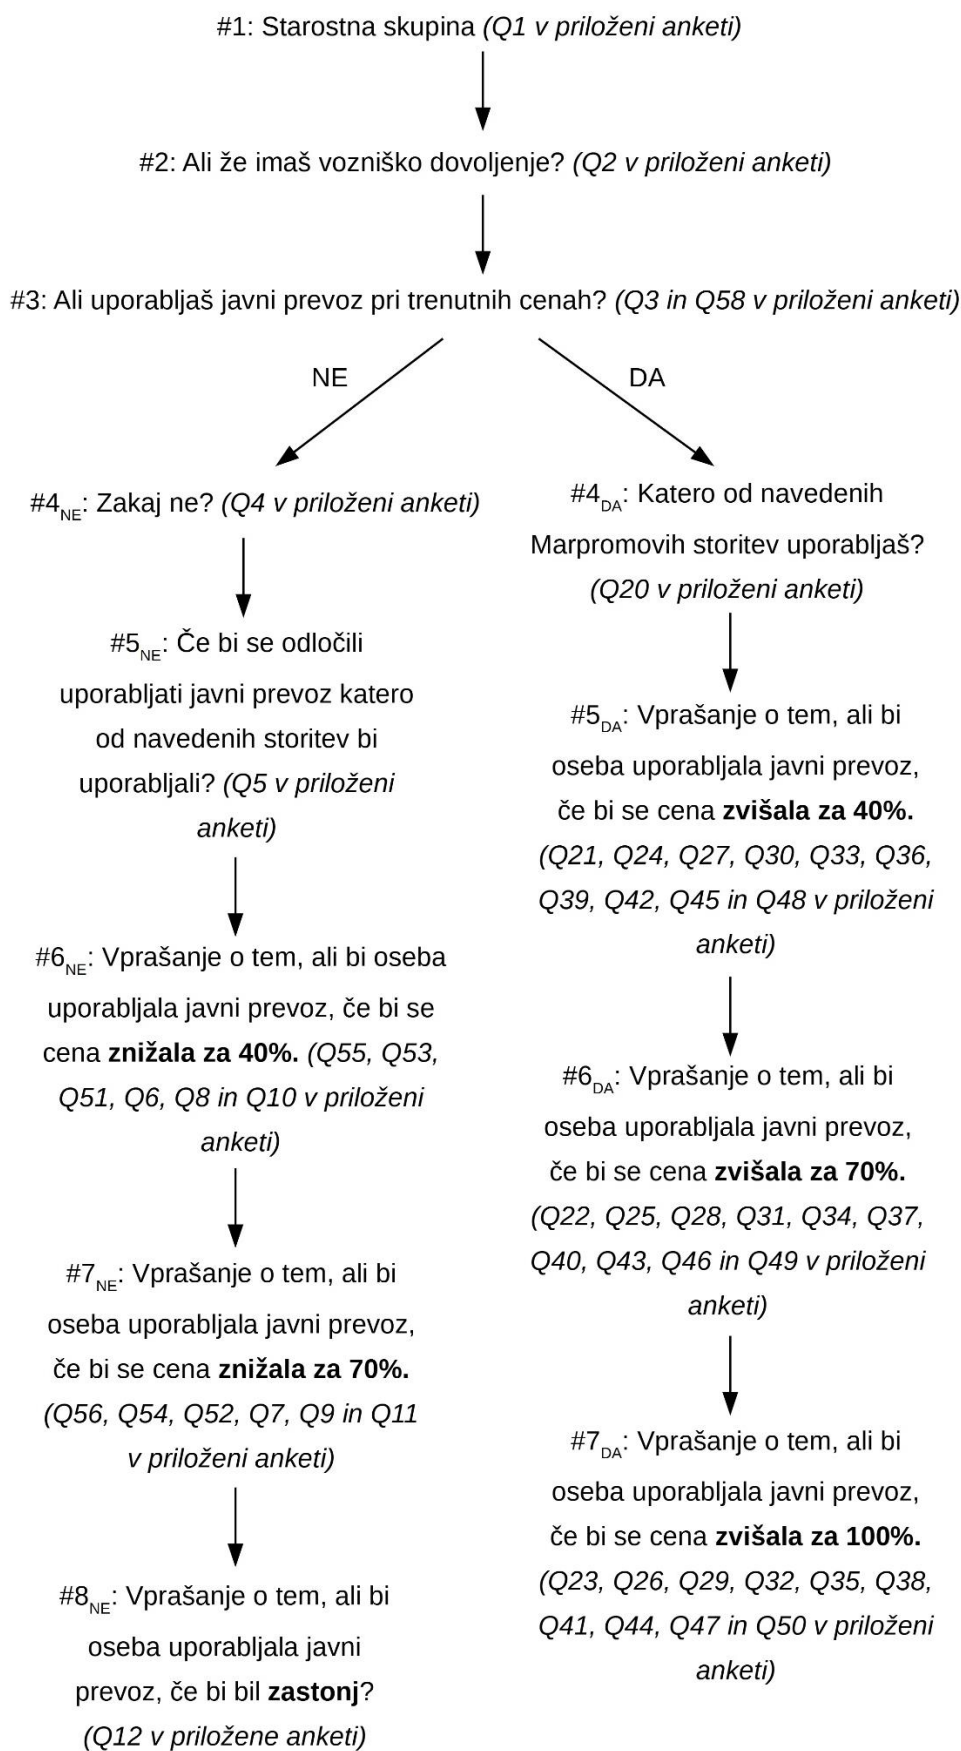 #1: Starostna skupina (Q1 v priloženi anketi)
#2: Ali že imaš vozniško dovoljenje? (Q2 v priloženi anketi)
#3: Ali uporabljaš javni prevoz pri trenutnih cenah? (Q3 in Q58 v priloženi anketi)
NE
DA
#4NE: Zakaj ne? (Q4 v priloženi anketi)
#5NE: Če bi se odločili
uporabljati javni prevoz katero
od navedenih storitev bi
uporabljali? (Q5 v priloženi
anketi)
#6NE: Vprašanje o tem, ali bi oseba
uporabljala javni prevoz, če bi se
cena znižala za 40%. (Q55, Q53,
Q51, Q6, Q8 in Q10 v priloženi
anketi)
#7NE: Vprašanje o tem, ali bi
oseba uporabljala javni prevoz,
če bi se cena znižala za 70%.
(Q56, Q54, Q52, Q7, Q9 in Q11
v priloženi anketi)
#8NE: Vprašanje o tem, ali bi
oseba uporabljala javni
prevoz, če bi bil zastonj?
(Q12 v priložene anketi)
#4DA: Katero od navedenih
Marpromovih storitev uporabljaš?
(Q20 v priloženi anketi)
#5DA: Vprašanje o tem, ali bi
oseba uporabljala javni prevoz,
če bi se cena zvišala za 40%.
(Q21, Q24, Q27, Q30, Q33, Q36,
Q39, Q42, Q45 in Q48 v priloženi
anketi)
#6DA: Vprašanje o tem, ali bi
oseba uporabljala javni prevoz,
če bi se cena zvišala za 70%.
(Q22, Q25, Q28, Q31, Q34, Q37,
Q40, Q43, Q46 in Q49 v priloženi
anketi)
#7DA: Vprašanje o tem, ali bi
oseba uporabljala javni prevoz,
če bi se cena zvišala za 100%.
(Q23, Q26, Q29, Q32, Q35, Q38,
Q41, Q44, Q47 in Q50 v priloženi
anketi)